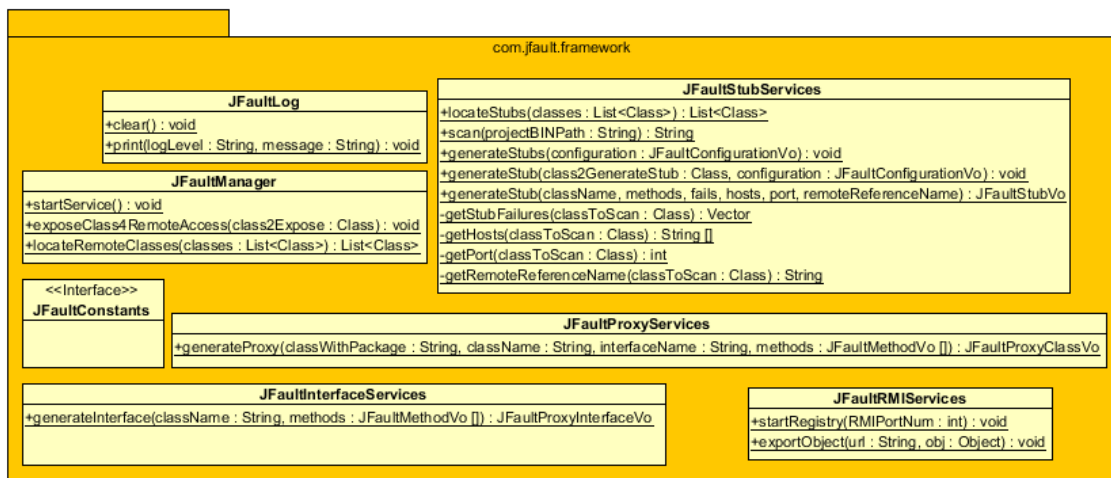 com.jfault.framework
JFaultLog
+clear() : void
+print(logLevel : String, message : String) : void
JFaultStubServices
+locateStubs(classes : List<Class>) : List<Class>
+scan(projectBINPath : String) : String
+generateStubs(configuration : JFaultConfigurationVo) : void
+generateStub(class2GenerateStub : Class, configuration : JFaultConfigurationVo) : void
+generateStub(className, methods, fails, hosts, port, remoteReferenceName) : JFaultStubVo
-getStubFailures(classToScan : Class) : Vector
-getHosts(classToScan : Class) : String []
-getPort(classToScan : Class) : int
-getRemoteReferenceName(classToScan : Class) : String
JFaultManager
+startService() : void
+exposeClass4RemoteAccess(class2Expose : Class) : void
+locateRemoteClasses(classes : List<Class>) : List<Class>
<<Interface>>
JFaultConstants
JFaultProxyServices
+generateProxy(classWithPackage : String, className : String, interfaceName : String, methods : JFaultMethodVo []) : JFaultProxyClassVo
JFaultInterfaceServices
+generateInterface(className : String, methods : JFaultMethodVo []) : JFaultProxyInterfaceVo
JFaultRMIServices
+startRegistry(RMIPortNum : int) : void
+exportObject(url : String, obj : Object) : void